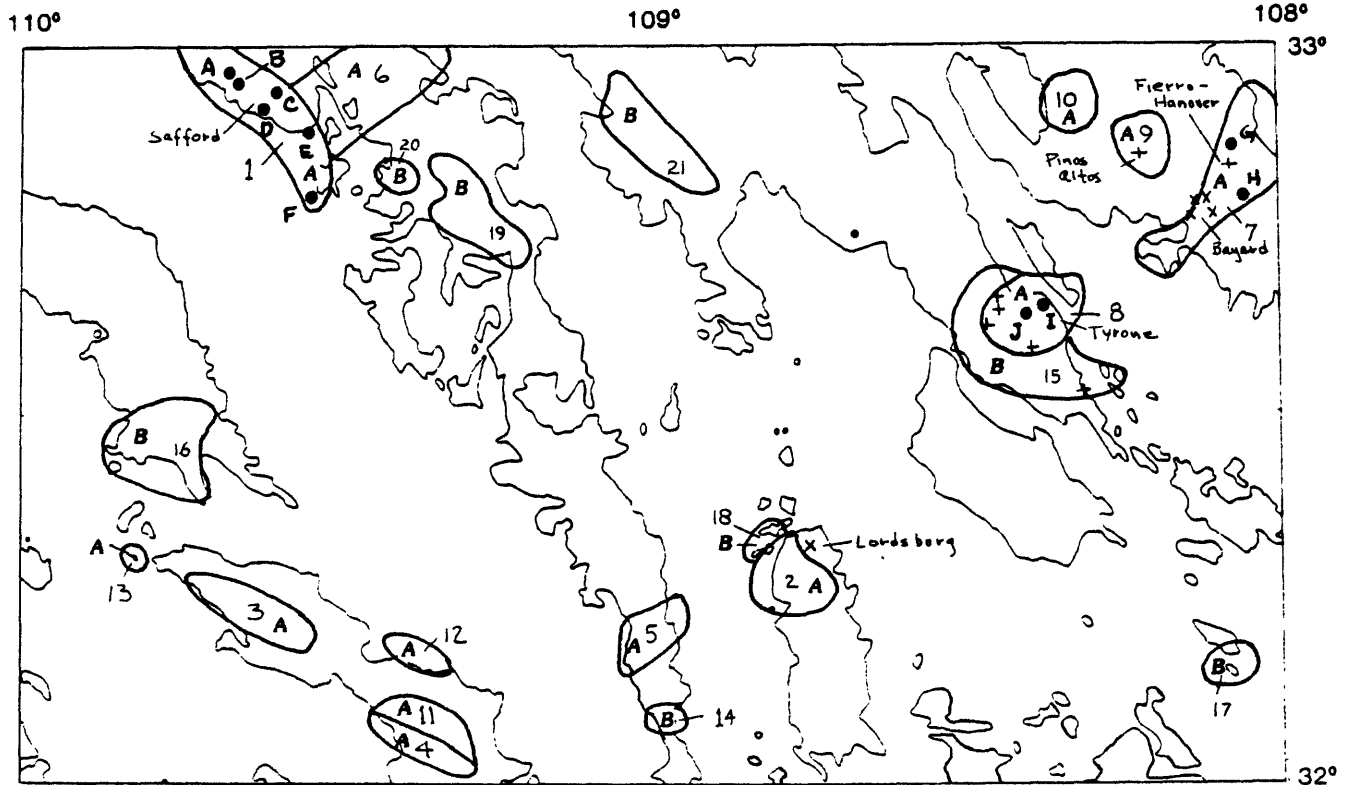 110°
109°
108°
33°
A
B
A 6
C
Safford
D
E
1
A
F
20
B
B
19
B
21
10
A
Fierro-
Hanover
A 9
Pinos
Altos
G
A
H
7
Bayard
A
J
I
8
Tyrone
B
15
B
16
A
13
3
A
12
A
A 11
A 4
18
B
Lordsburg
2 A
A 5
B
14
B
17
32°